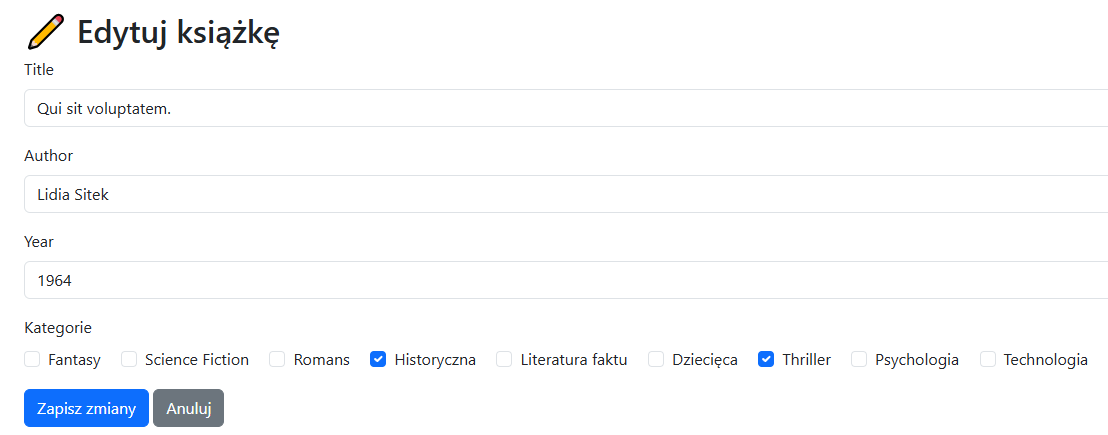 Edytuj książkę
Title
Qui sit voluptatem.
Author
Lidia Sitek
Year
1964
Kategorie
Fantasy Science Fiction Romans Historyczna Literatura faktu Dziecięca Thriller Psychologia Technologia
Zapisz zmiany Anuluj